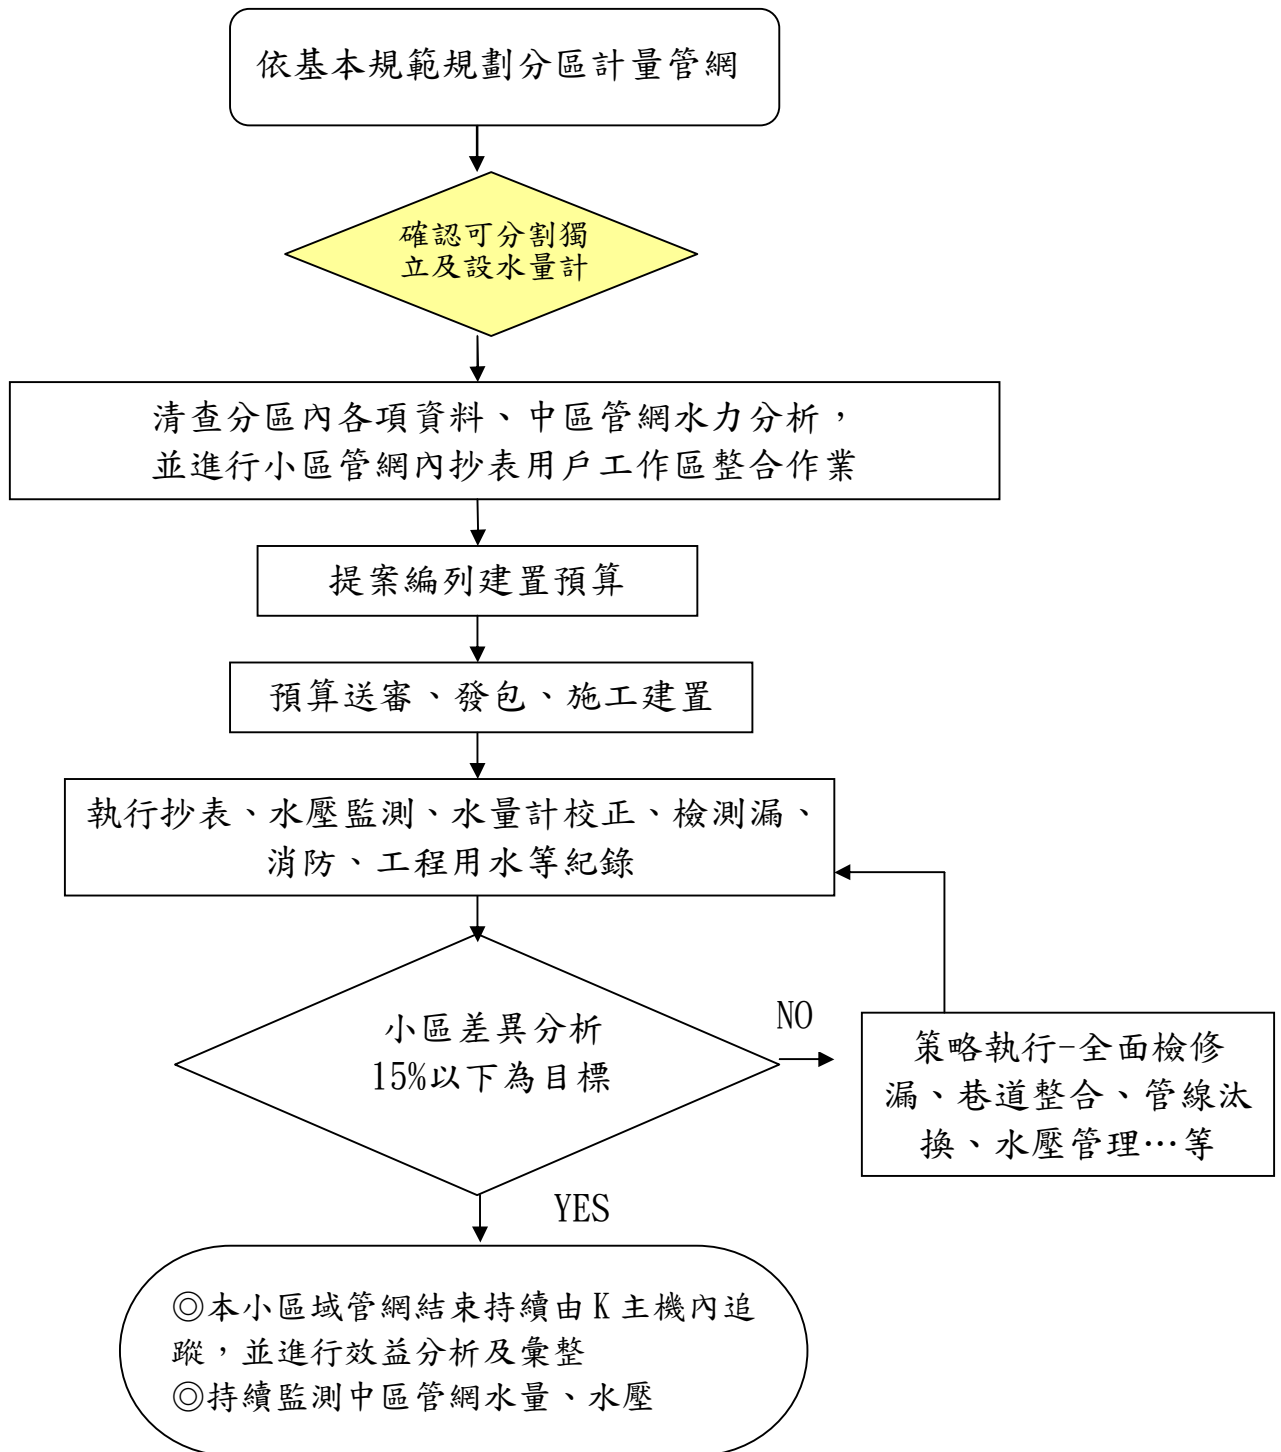 依基本規範規劃分區計量管網
確認可分割獨
立及設水量計
清查分區內各項資料、中區管網水力分析，
並進行小區管網內抄表用戶工作區整合作業
提案編列建置預算
預算送審、發包、施工建置
執行抄表、水壓監測、水量計校正、檢測漏、
消防、工程用水等紀錄
小區差異分析
15%以下為目標
NO
策略執行-全面檢修
漏、巷道整合、管線汰
換、水壓管理…等
YES
◎本小區域管網結束持續由K主機內追
蹤，並進行效益分析及彙整
◎持續監測中區管網水量、水壓